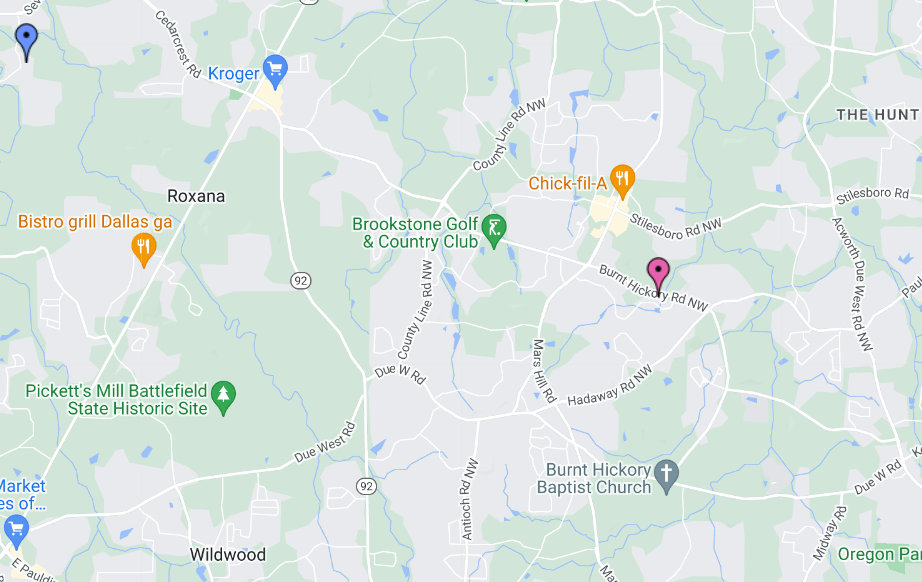 Cedarcrest Rd
Kroger
THE HUNT
County Line Rd NW
Chick-fil-A
Roxana
Stilesboro Rd
Bistro grill Dallas ga
Brookstone Golf
& Country Club
Stilesboro Rd NW
Acworth Due West Rd NW
92
Burnt Hickory Rd NW
County Line Rd NW
Mars Hill Rd
Due W Rd
Hadaway Rd NW
Pickett's Mill Battlefield
State Historic Site
Due West Rd
Burnt Hickory
Baptist Church
Due W Rd
92
Antioch Rd NW
Market
es of...
Midway Rd
Wildwood
Oregon Par
E Pauldin